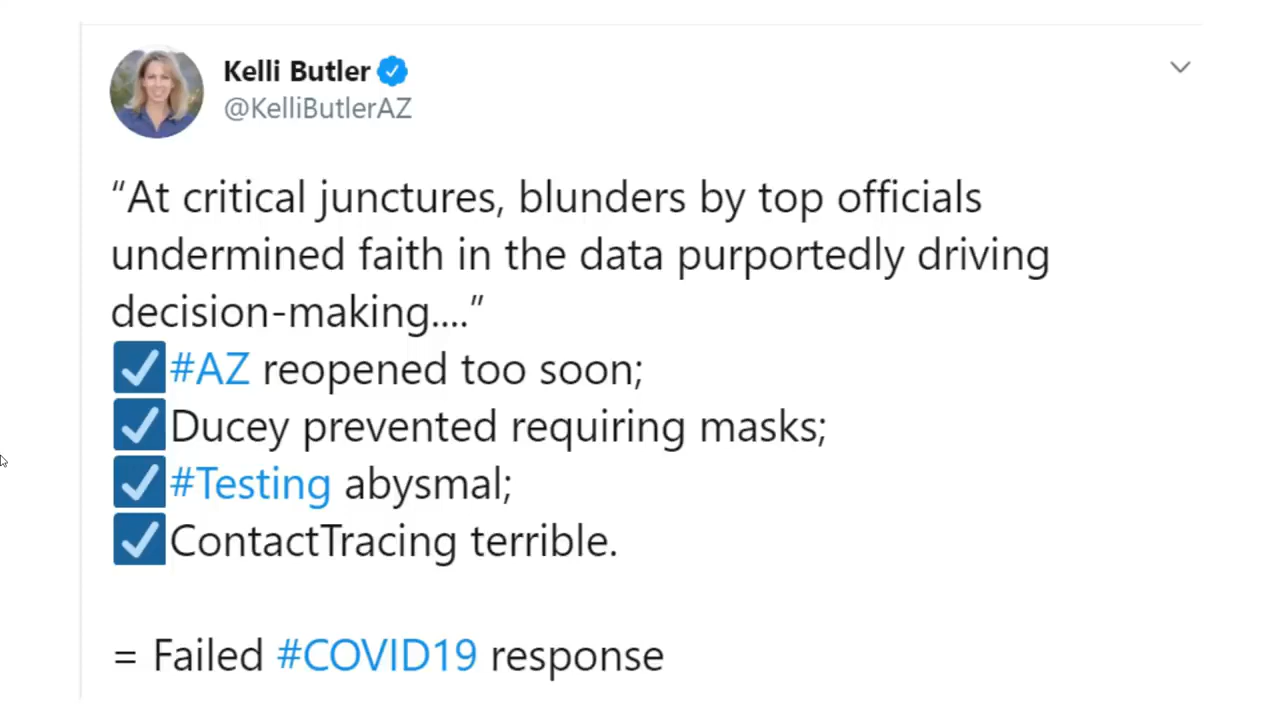 Kelli Butler
@KelliButlerAZ
“At critical junctures, blunders by top officials
undermined faith in the data purportedly driving
decision-making....”
#AZ reopened too soon;
Ducey prevented requiring masks;
#Testing abysmal;
ContactTracing terrible.
= Failed #COVID19 response